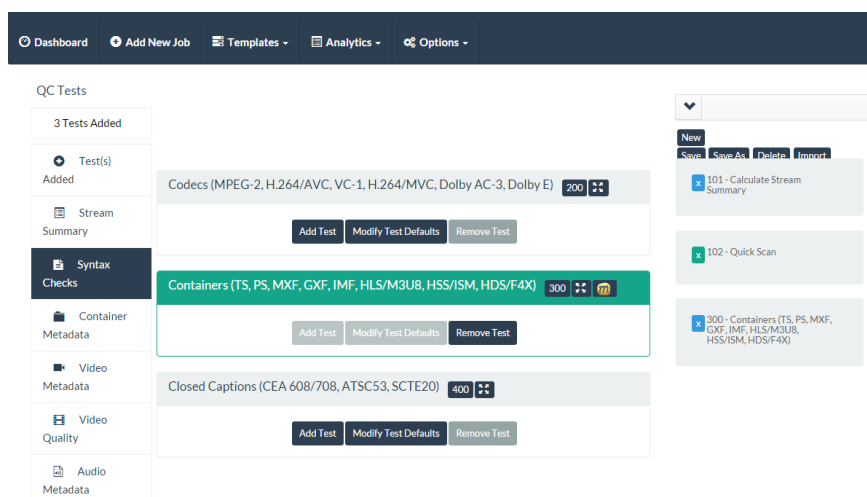 Dashboard Add New Job Templates Analytics Options
QC Tests
3 Tests Added
Test(s)
Added
Stream
Summary
Syntax
Checks
Container
Metadata
Video
Metadata
Video
Quality
Audio
Metadata
Codecs (MPEG-2, H.264/AVC, VC-1, H.264/MVC, Dolby AC-3, Dolby E) 200
Add Test Modify Test Defaults Remove Test
Containers (TS, PS, MXF, GXF, IMF, HLS/M3U8, HSS/ISM, HDS/F4X) 300 m
Add Test Modify Test Defaults Remove Test
Closed Captions (CEA 608/708, ATSC53, SCTE20) 400
Add Test Modify Test Defaults Remove Test
New
Save Save As Delete Import
x 101 - Calculate Stream
Summary
x 102 - Quick Scan
x 300 - Containers (TS, PS, MXF,
GXF, IMF, HLS/M3U8,
HSS/ISM, HDS/F4X)